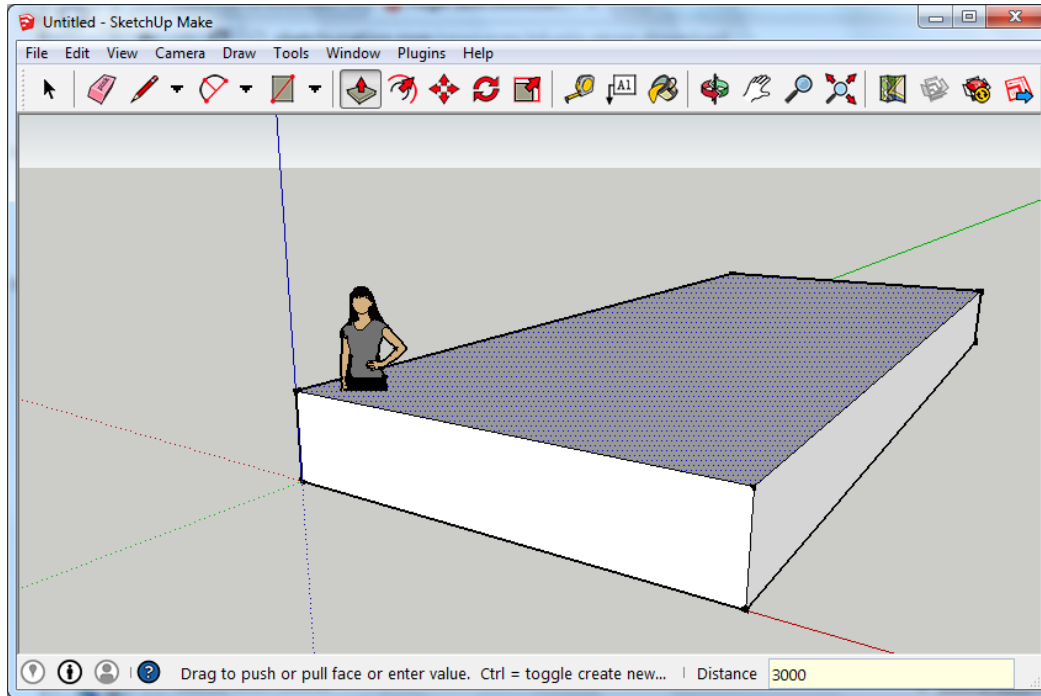 Untitled - SketchUp Make
File Edit View Camera Draw Tools Window Plugins Help
A1
Drag to push or pull face or enter value. Ctrl = toggle create new... Distance 3000